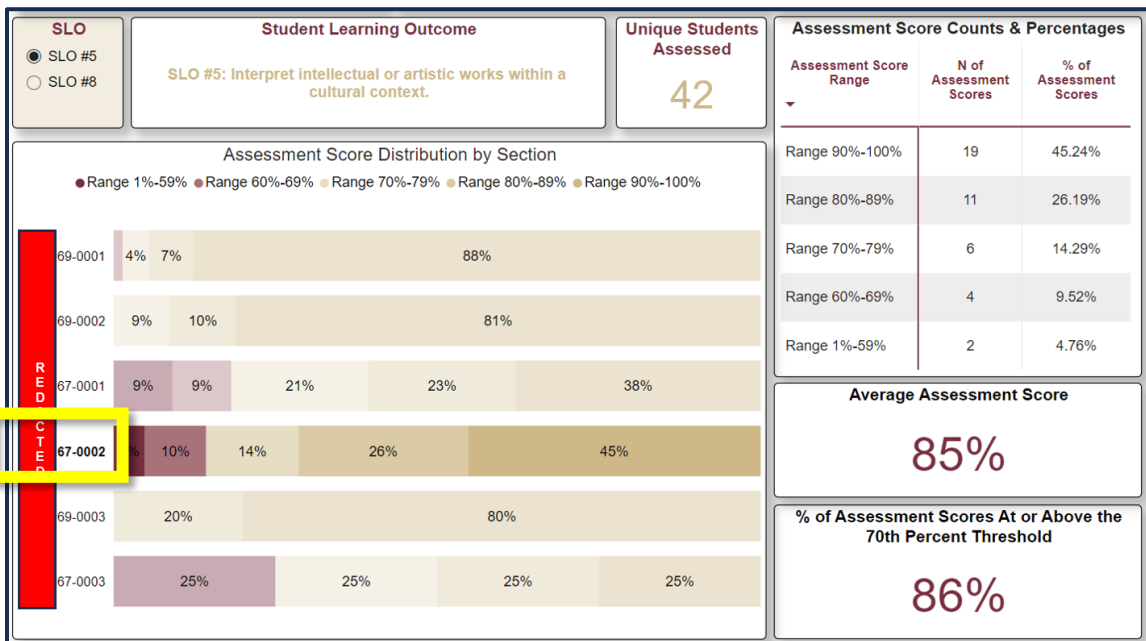 SLO
SLO #5
SLO #8
Student Learning Outcome
SLO #5: Interpret intellectual or artistic works within a
cultural context.
Unique Students
Assessed
42
Assessment Score Counts & Percentages
Assessment Score
Range
N of
Assessment
Scores
% of
Assessment
Scores
Range 90%-100% 19 45.24%
Range 80%-89% 11 26.19%
Range 70%-79% 6 14.29%
Range 60%-69% 4 9.52%
Range 1%-59% 2 4.76%
Assessment Score Distribution by Section
Range 1%-59% Range 60%-69% Range 70%-79% Range 80%-89% Range 90%-100%
REDACTED
69-0001 4% 7% 88%
69-0002 9% 10% 81%
67-0001 9% 9% 21% 23% 38%
67-0002 10% 14% 26% 45%
69-0003 20% 80%
67-0003 25% 25% 25% 25%
Average Assessment Score
85%
% of Assessment Scores At or Above the
70th Percent Threshold
86%